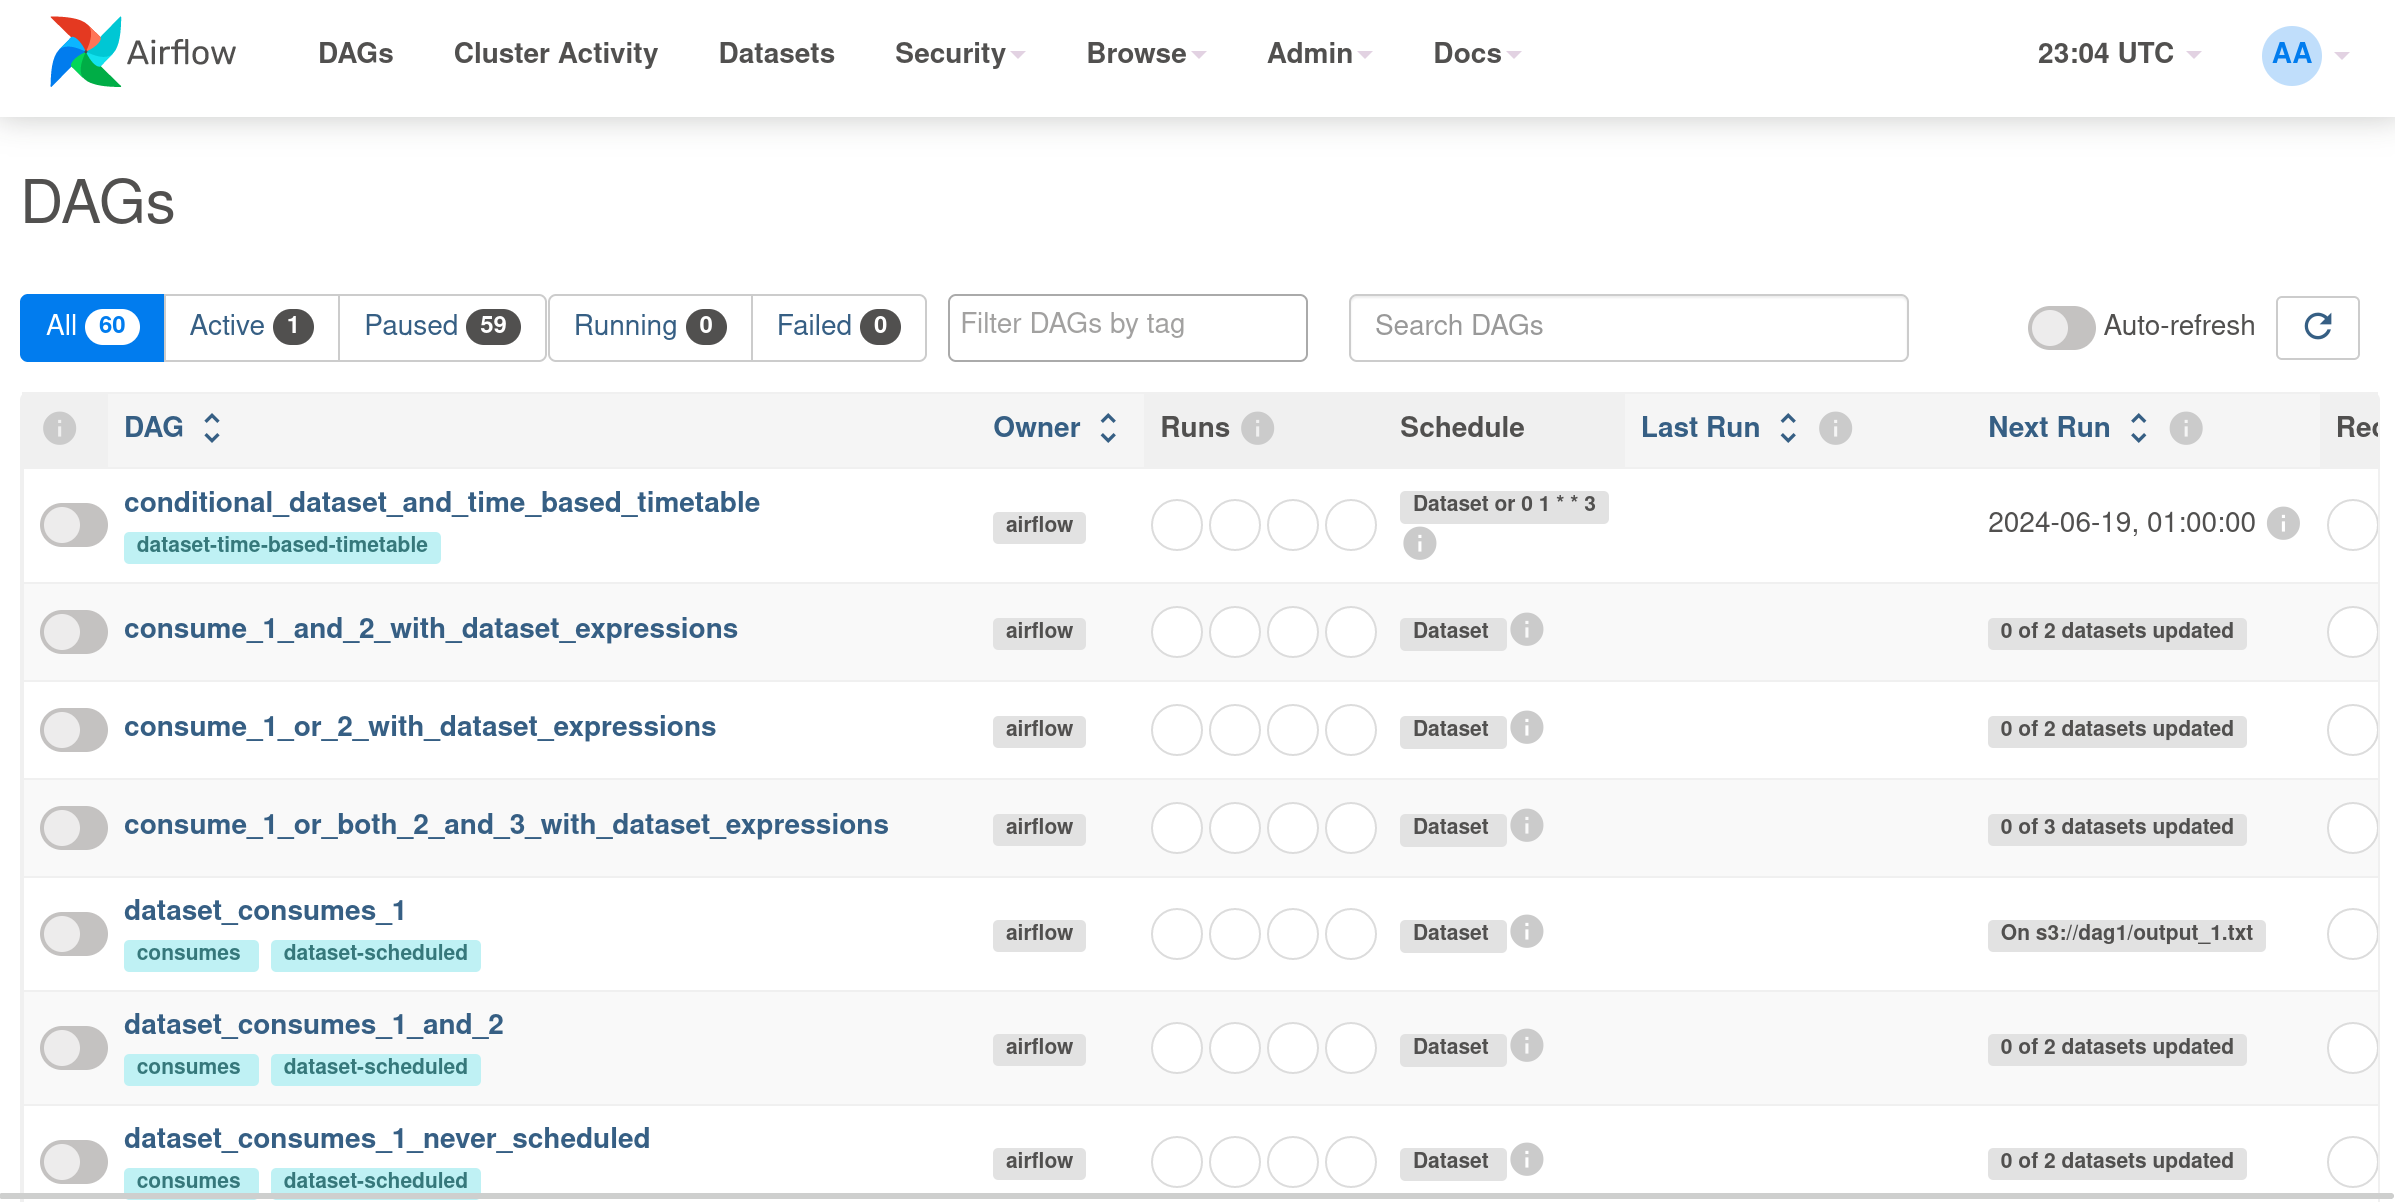 Airflow DAGs Cluster Activity Datasets Security Browse Admin Docs 23:04 UTC AA
DAGs
All 60 Active 1 Paused 59 Running 0 Failed 0 Filter DAGs by tag Search DAGs Auto-refresh
i DAG Owner Runs i Schedule Last Run i Next Run i Rec
conditional_dataset_and_time_based_timetable airflow Dataset or 0 1 * * 3 2024-06-19, 01:00:00 i
dataset-time-based-timetable i
consume_1_and_2_with_dataset_expressions airflow Dataset i 0 of 2 datasets updated
consume_1_or_2_with_dataset_expressions airflow Dataset i 0 of 2 datasets updated
consume_1_or_both_2_and_3_with_dataset_expressions airflow Dataset i 0 of 3 datasets updated
dataset_consumes_1 airflow Dataset i On s3://dag1/output_1.txt
consumes dataset-scheduled
dataset_consumes_1_and_2 airflow Dataset i 0 of 2 datasets updated
consumes dataset-scheduled
dataset_consumes_1_never_scheduled airflow Dataset i 0 of 2 datasets updated
consumes dataset-scheduled